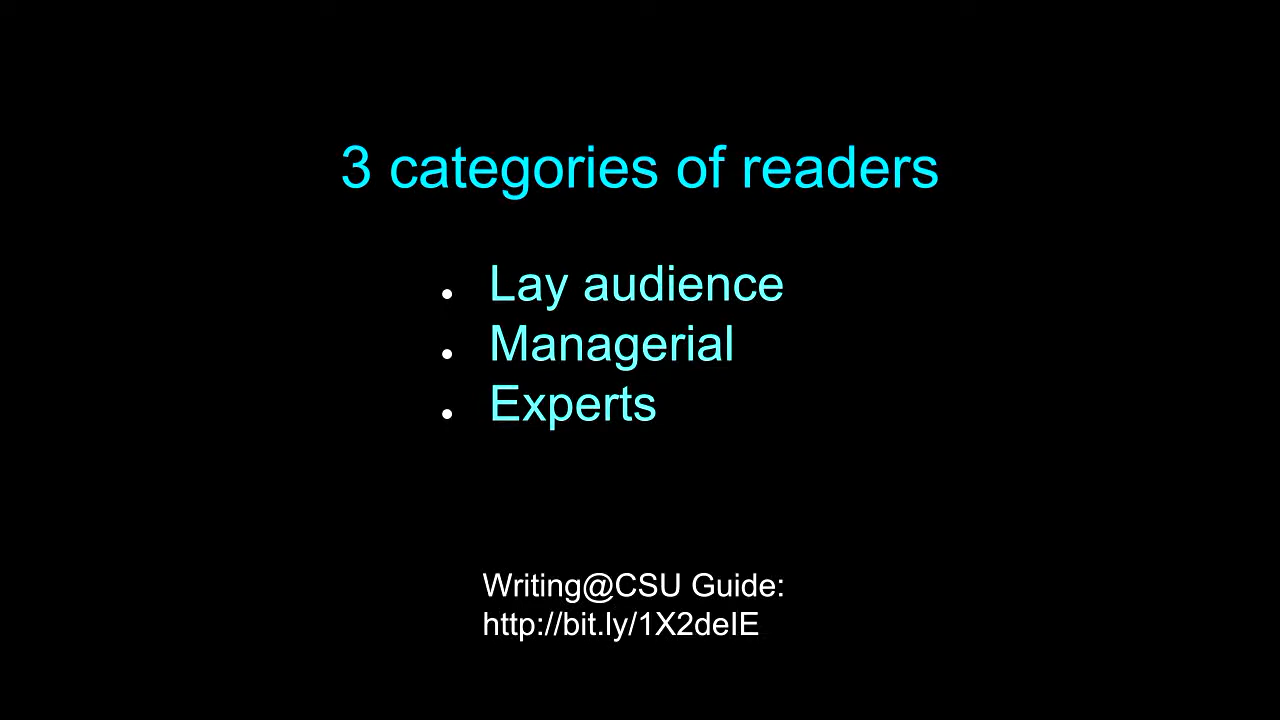 3 categories of readers
● Lay audience
● Managerial
● Experts
Writing@CSU Guide:
http://bit.ly/1X2deIE